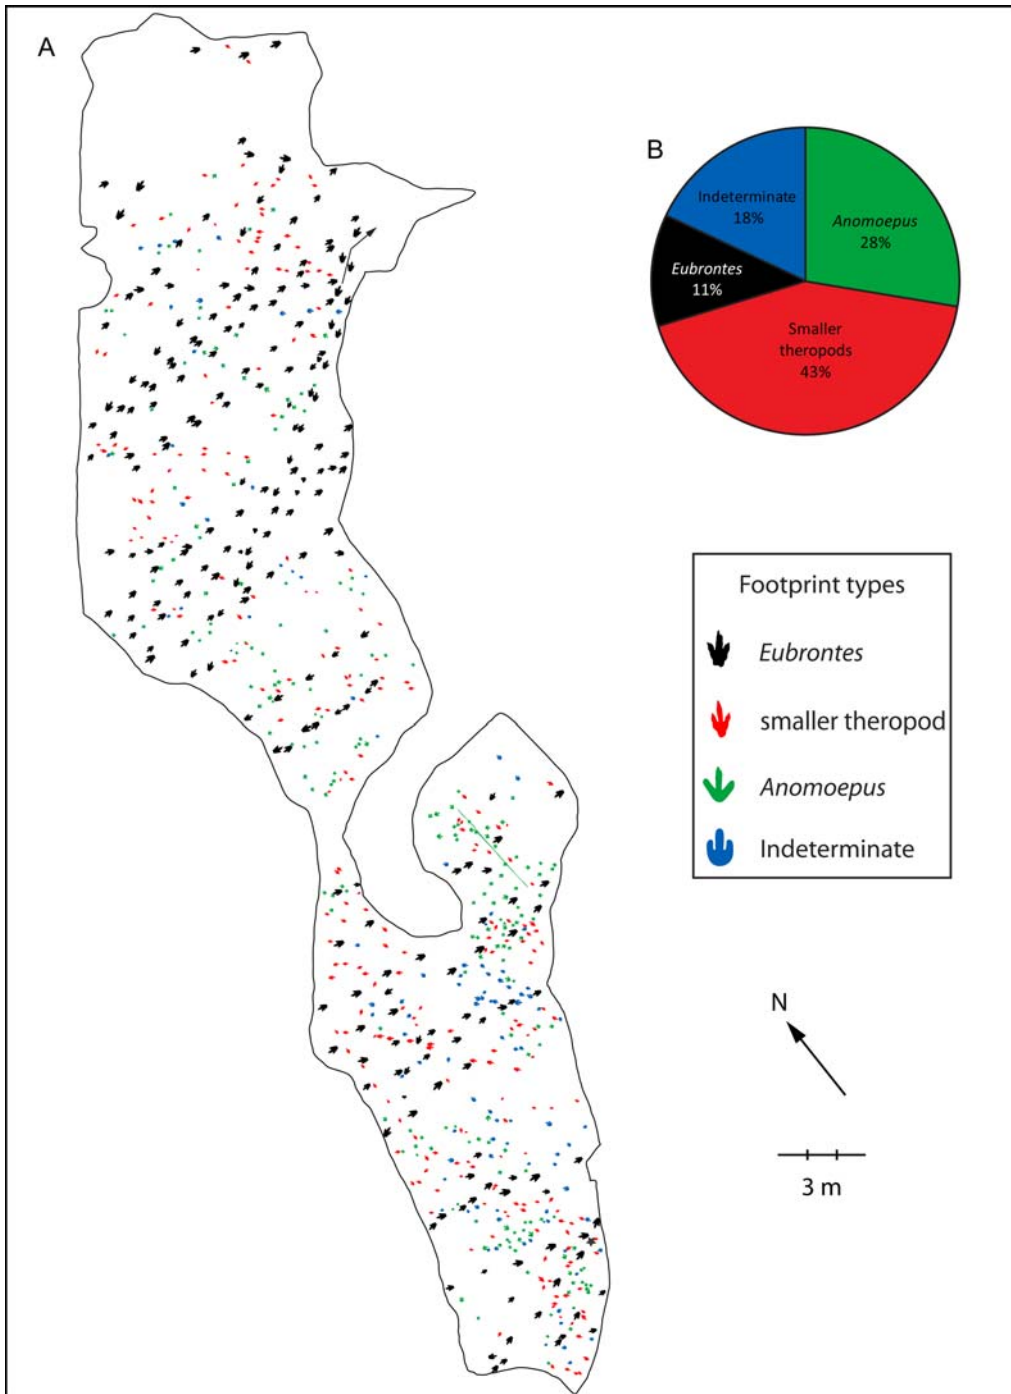 A
B
Indeterminate
18%
Anomoepus
28%
Eubrontes
11%
Smaller
theropods
43%
Footprint types
Eubrontes
smaller theropod
Anomoepus
Indeterminate
N
3 m